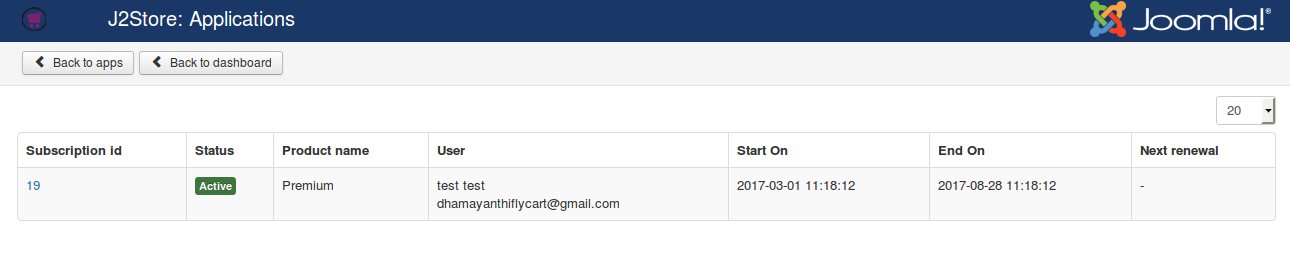 J2Store: Applications
Joomla!®
Back to apps
Back to dashboard
20
Subscription id Status Product name User Start On End On Next renewal
19 Active Premium test test 2017-03-01 11:18:12 2017-08-28 11:18:12 -
dhamayanthiflycart@gmail.com